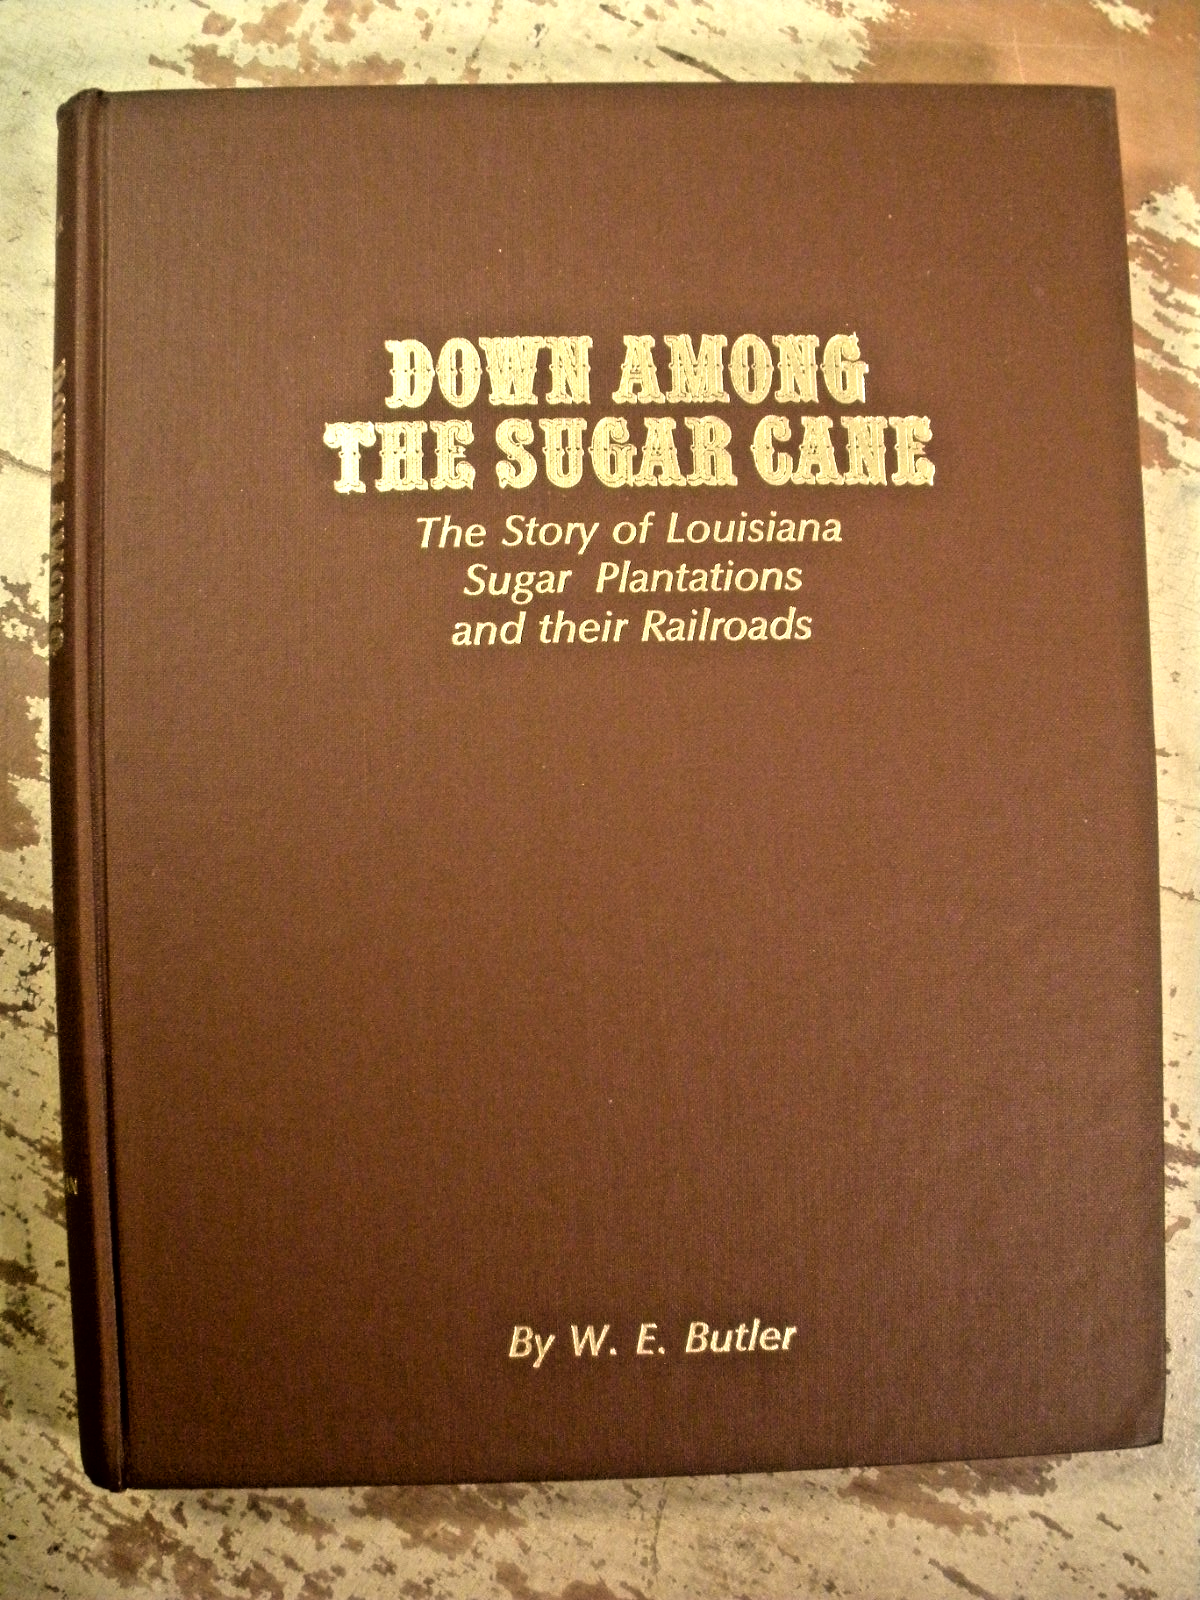 DOWN AMONG
THE SUGAR CANE
The Story of Louisiana
Sugar Plantations
and their Railroads
By W. E. Butler